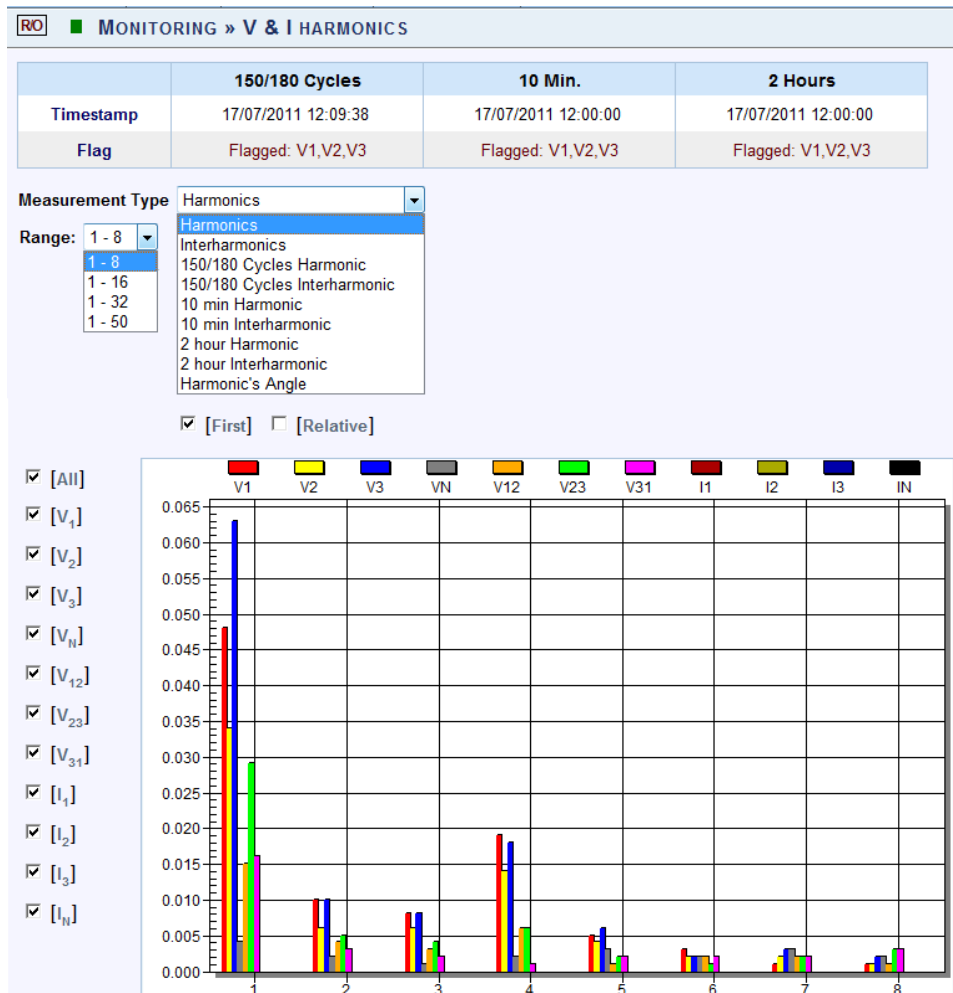 R/O MONITORING » V & I HARMONICS
150/180 Cycles 10 Min. 2 Hours
Timestamp 17/07/2011 12:09:38 17/07/2011 12:00:00 17/07/2011 12:00:00
Flag Flagged: V1,V2,V3 Flagged: V1,V2,V3 Flagged: V1,V2,V3
Measurement Type Harmonics
Range: 1 - 8
Harmonics
Interharmonics
150/180 Cycles Harmonic
150/180 Cycles Interharmonic
10 min Harmonic
10 min Interharmonic
2 hour Harmonic
2 hour Interharmonic
Harmonic's Angle
1 - 8
1 - 16
1 - 32
1 - 50
[First] [Relative]
[All]
[V1]
[V2]
[V3]
[VN]
[V12]
[V23]
[V31]
[I1]
[I2]
[I3]
[IN]
V1 V2 V3 VN V12 V23 V31 I1 I2 I3 IN
0.065
0.060
0.055
0.050
0.045
0.040
0.035
0.030
0.025
0.020
0.015
0.010
0.005
0.000
1 2 3 4 5 6 7 8